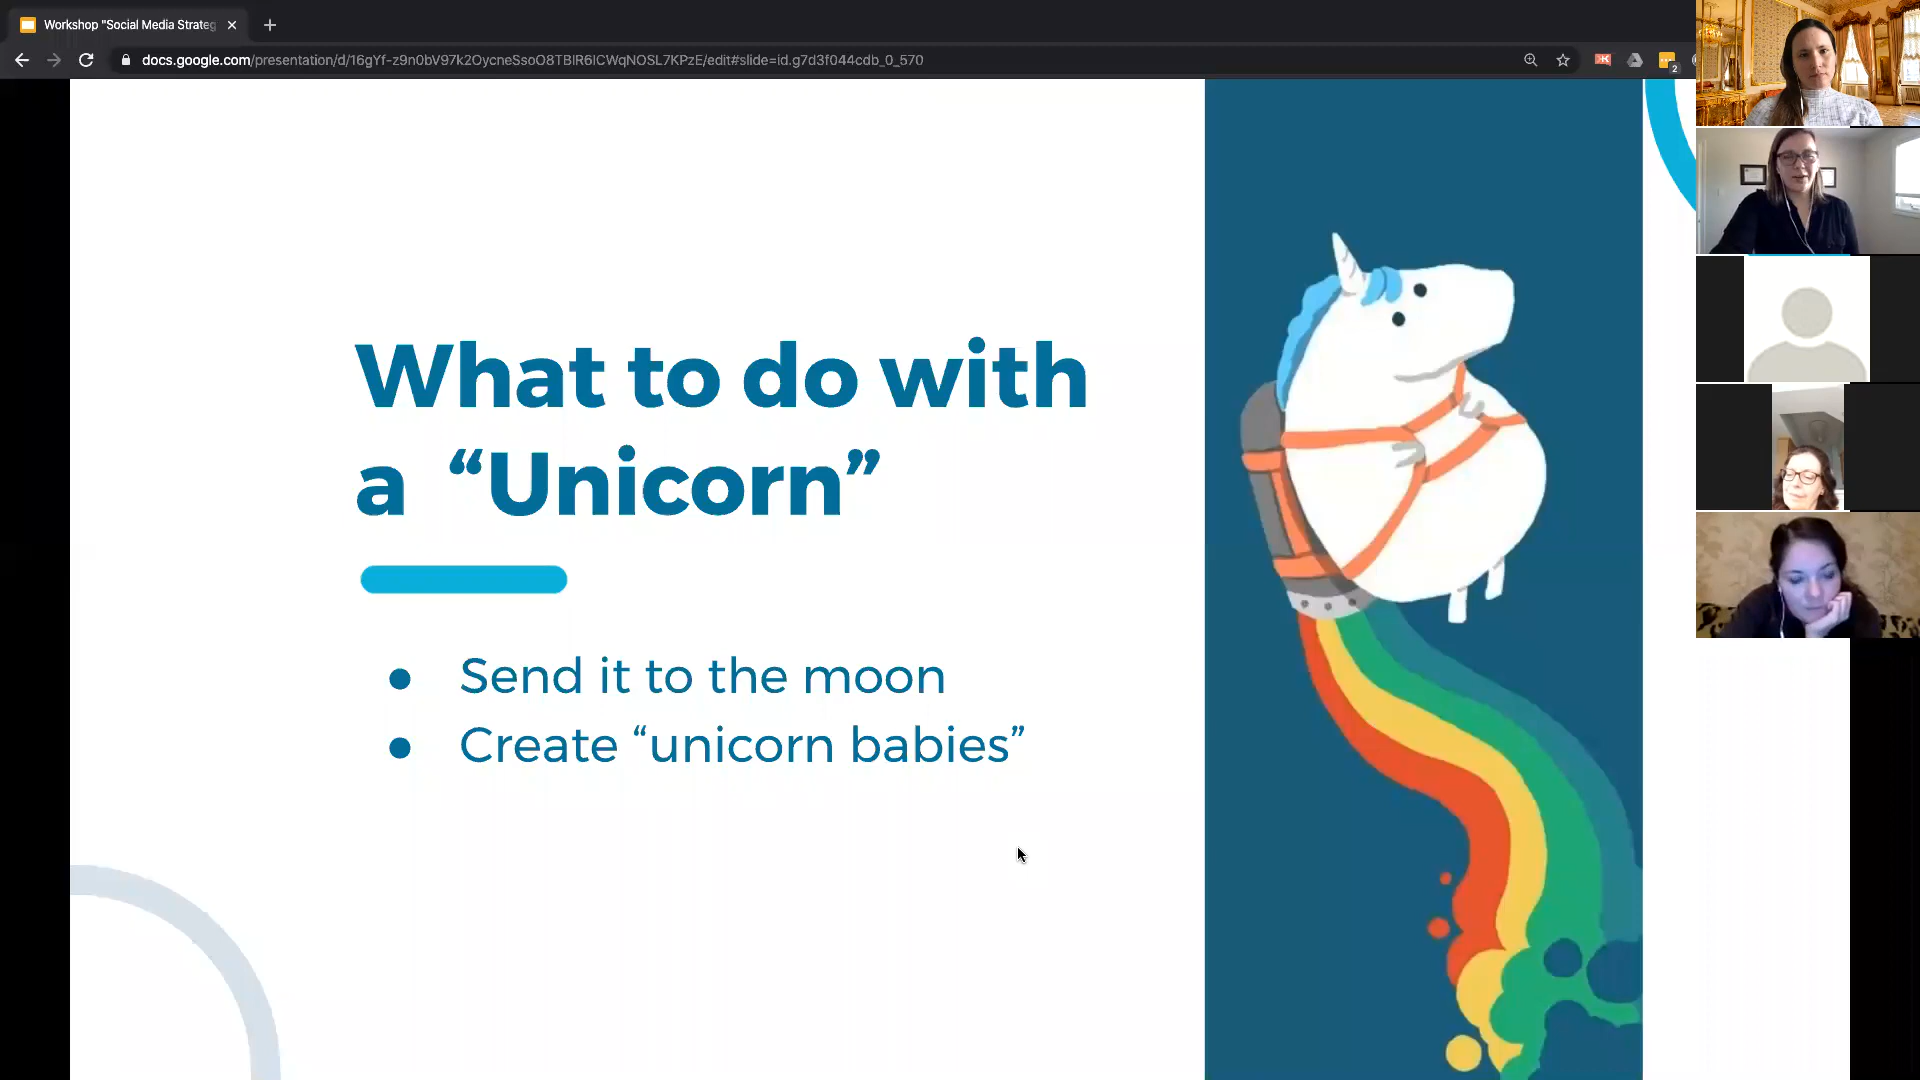 Workshop "Social Media Strateg
docs.google.com/presentation/d/16gYf-z9n0bV97k2OycneSsoO8TBlR6lCWqNOSL7KPzE/edit#slide=id.g7d3f044cdb_0_570
2
What to do with
a “Unicorn”
● Send it to the moon
● Create “unicorn babies”